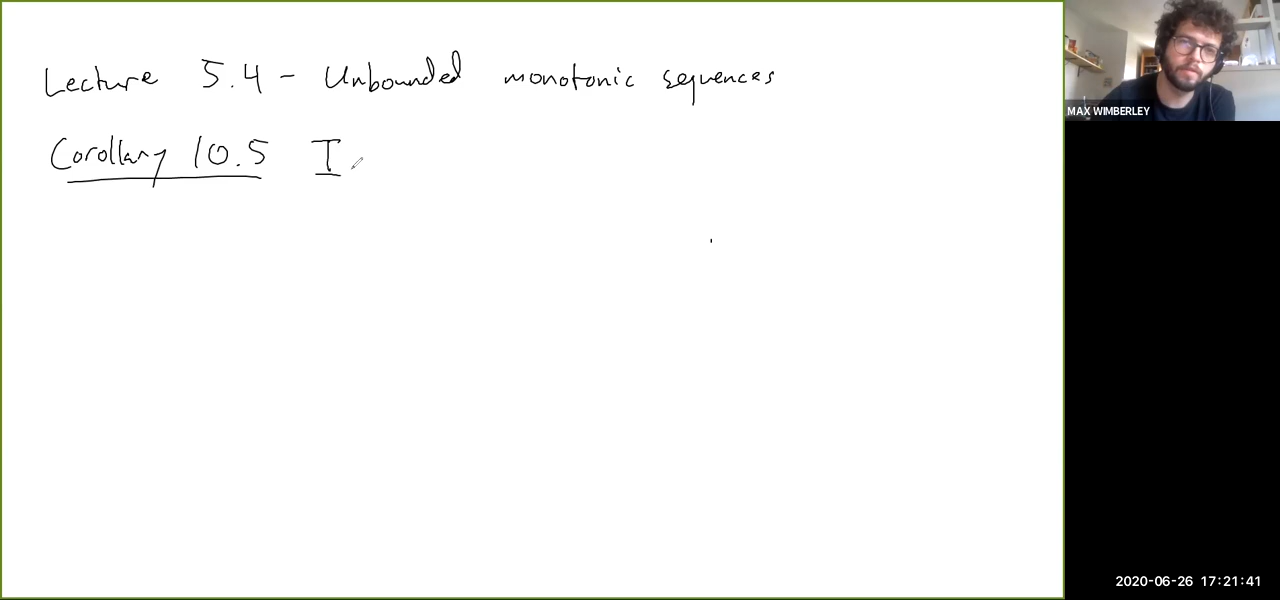 Lecture 5.4 - Unbounded monotonic sequences
Corollary 10.5 I
MAX WIMBERLEY
2020-06-26 17:21:41